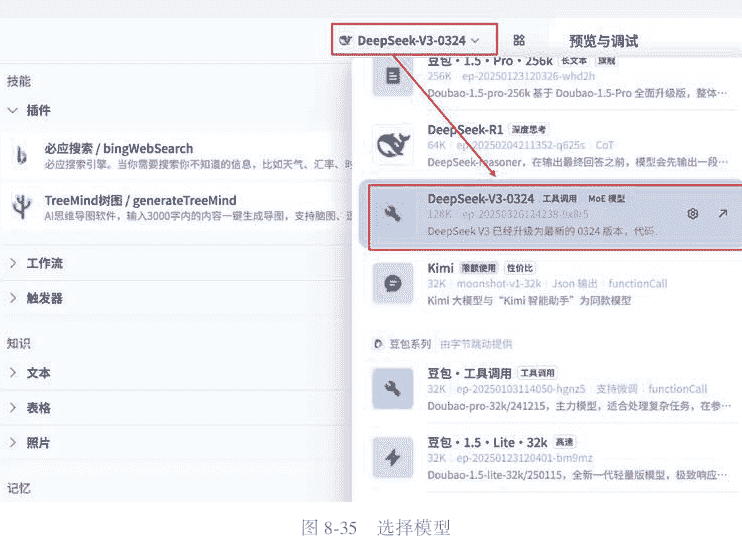 DeepSeek-V3-0324
预览与调试
技能
插件
必应搜索 / bingWebSearch
必应搜索引擎。当你需要搜索你不知道的信息，比如天气、汇率、时
TreeMind树图 / generateTreeMind
AI思维导图软件，输入3000字内的内容一键生成导图，支持脑图、逻
工作流
触发器
知识
文本
表格
照片
记忆
豆包・1.5・Pro・256k 长文本 旗舰
256K ep-20250123120326-whd2h
Doubao-1.5-pro-256k 基于 Doubao-1.5-Pro 全面升级版，整体…
DeepSeek-R1 深度思考
64K ep-20250204211352-q625s CoT
DeepSeek-reasoner，在输出最终回答之前，模型会先输出一段…
DeepSeek-V3-0324 工具调用 MoE 模型
128K
DeepSeek V3 已经升级为最新的 0324 版本，代码
Kimi 限额使用 性价比
32K moonshot-v1-32k Json 输出 functionCall
Kimi 大模型与“Kimi 智能助手”为同款模型
豆包系列 由字节跳动提供
豆包・工具调用 工具调用
32K ep-20250103114050-hgnz5 支持微调 functionCall
Doubao-pro-32k/241215，主力模型，适合处理复杂任务，在参…
豆包・1.5・Lite・32k 高速
32K ep-20250123120401-bm9mz
Doubao-1.5-lite-32k/250115，全新一代轻量版模型，极致响应…
图 8-35 选择模型